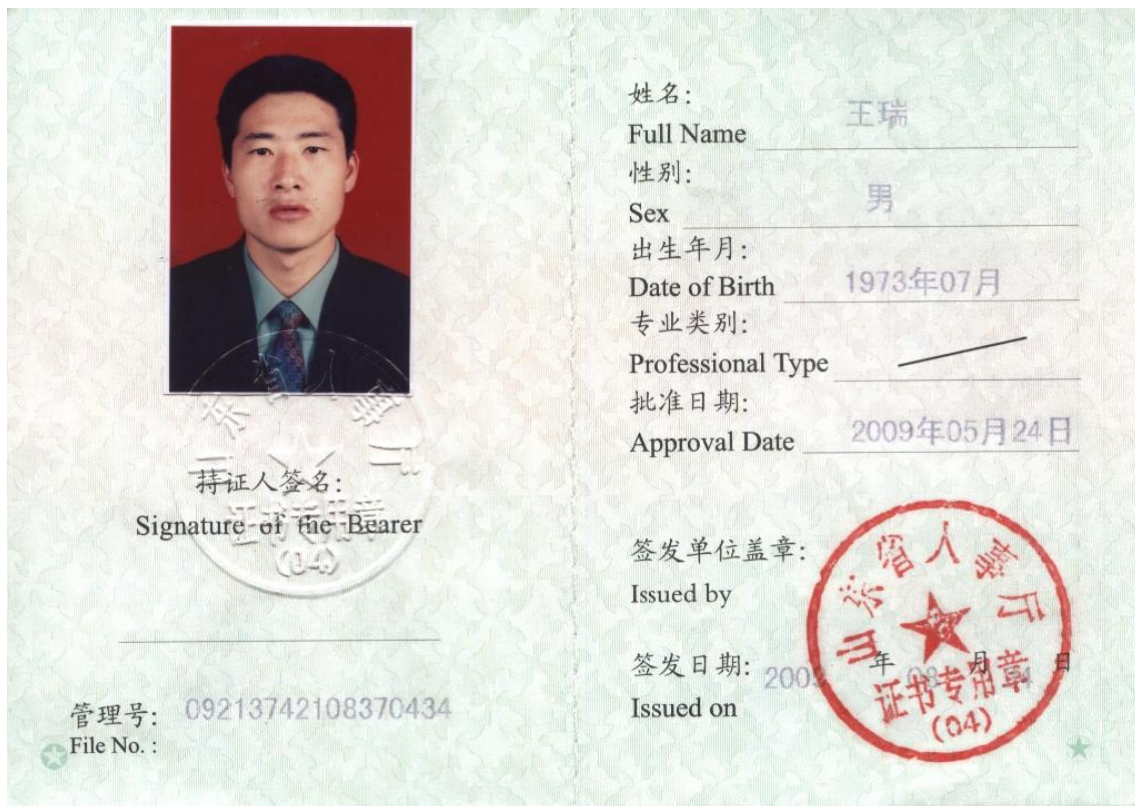 持证人签名:
Signature of the Bearer
管理号: 09213742108370434
File No. :
姓名: 王瑞
Full Name
性别: 男
Sex
出生年月:
Date of Birth 1973年07月
专业类别:
Professional Type
批准日期:
Approval Date 2009年05月24日
签发单位盖章:
Issued by
山东省人事厅
证书专用章
(04)
签发日期: 年 月 日
Issued on